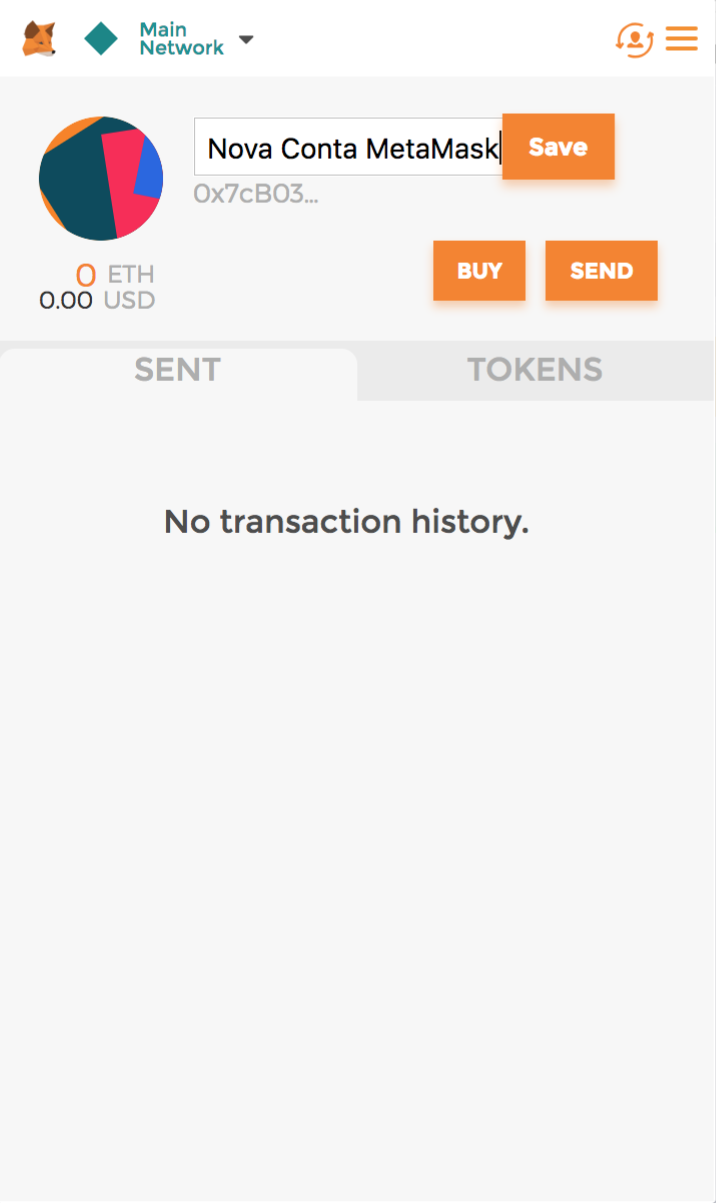 Main
Network
Nova Conta MetaMask
Save
0x7cB03...
0 ETH
0.00 USD
BUY
SEND
SENT
TOKENS
No transaction history.